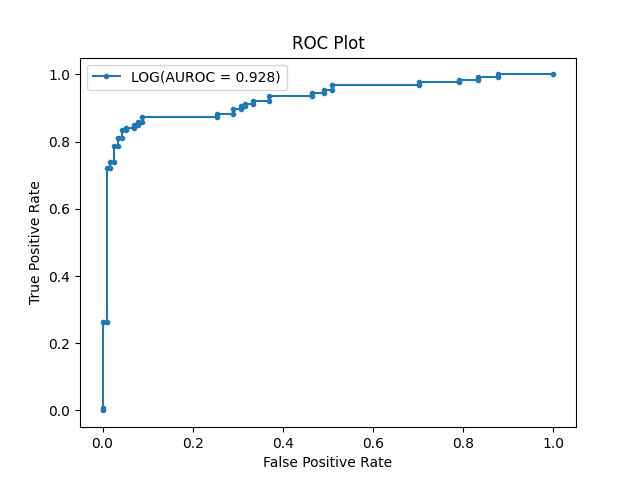 ROC Plot
LOG(AUROC = 0.928)
True Positive Rate
1.0
0.8
0.6
0.4
0.2
0.0
0.0 0.2 0.4 0.6 0.8 1.0
False Positive Rate